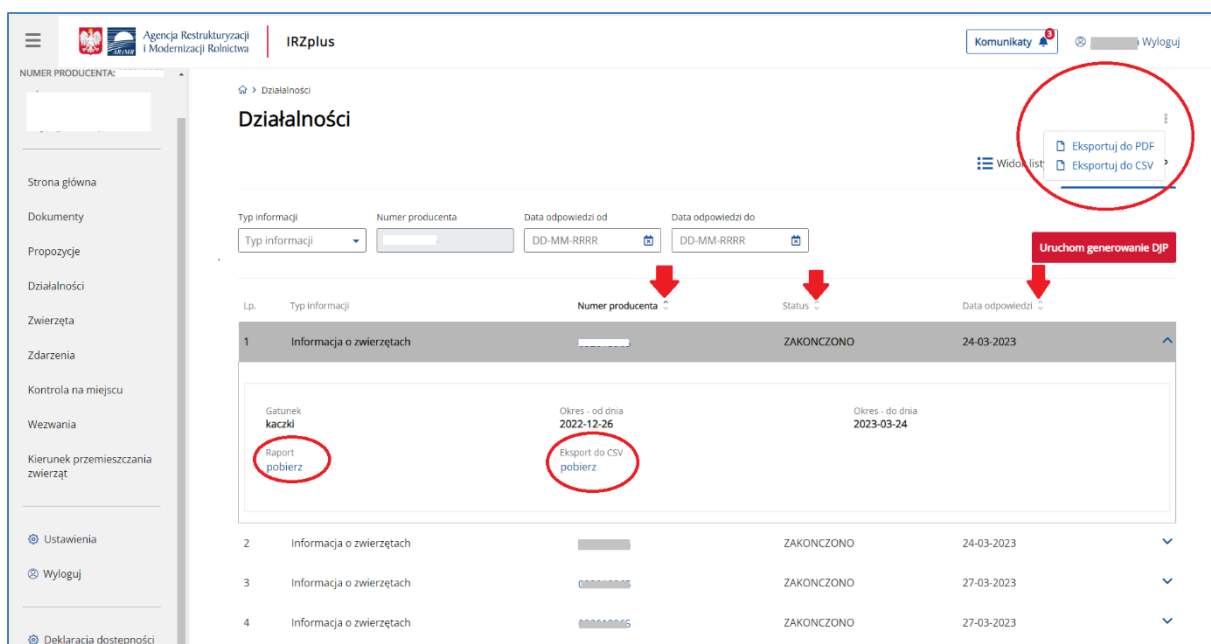 Agencja Restrukturyzacji
i Modernizacji Rolnictwa
ARiMR
IRZplus
Komunikaty 3
Wyloguj
NUMER PRODUCENTA:
Strona główna
Dokumenty
Propozycje
Działalności
Zwierzęta
Zdarzenia
Kontrola na miejscu
Wezwania
Kierunek przemieszczania
zwierząt
Ustawienia
Wyloguj
Deklaracja dostępności
> Działalności
Działalności
Eksportuj do PDF
Eksportuj do CSV
Widok listy
Typ informacji Numer producenta Data odpowiedzi od Data odpowiedzi do
Typ informacji DD-MM-RRRR DD-MM-RRRR
Uruchom generowanie DJP
Lp. Typ informacji Numer producenta Status Data odpowiedzi
1 Informacja o zwierzętach ZAKONCZONO 24-03-2023
Gatunek Okres - od dnia Okres - do dnia
kaczki 2022-12-26 2023-03-24
Raport Eksport do CSV
pobierz pobierz
2 Informacja o zwierzętach ZAKONCZONO 24-03-2023
3 Informacja o zwierzętach ZAKONCZONO 27-03-2023
4 Informacja o zwierzętach ZAKONCZONO 27-03-2023